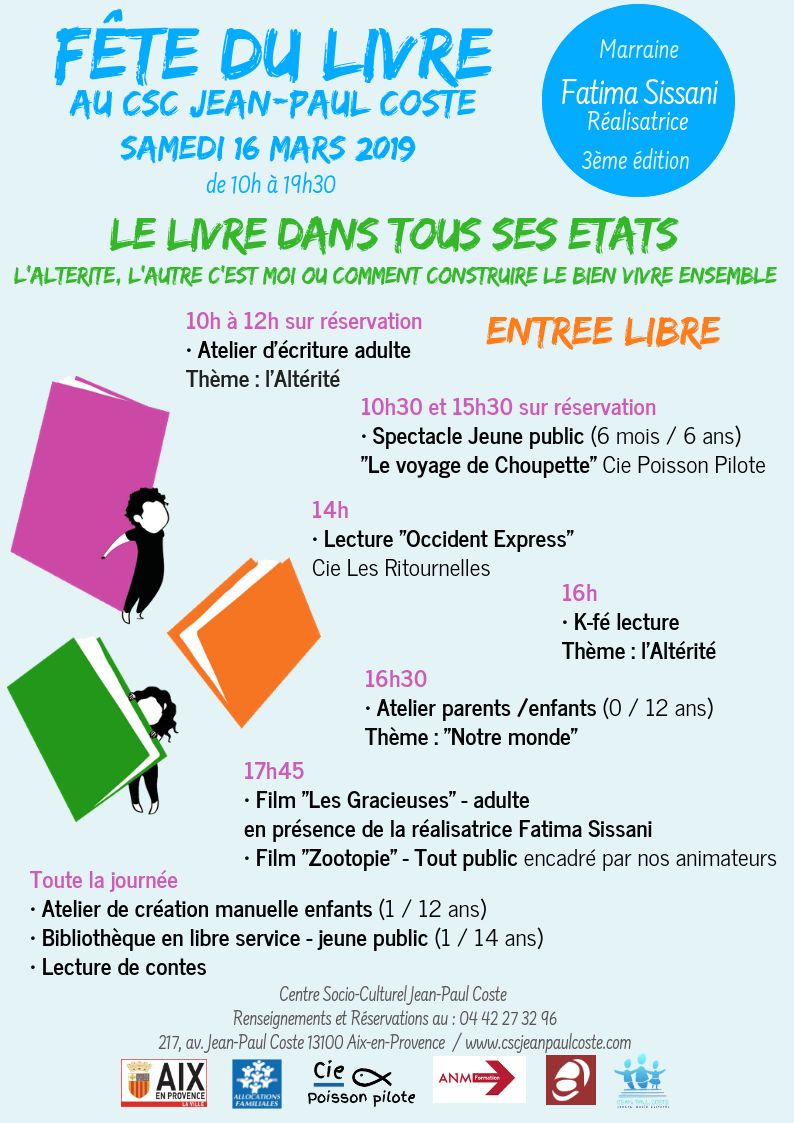 FÊTE DU LIVRE
AU CSC JEAN-PAUL COSTE
SAMEDI 16 MARS 2019
de 10h à 19h30
Marraine
Fatima Sissani
Réalisatrice
3ème édition
LE LIVRE DANS TOUS SES ETATS
L'ALTERITE, L'AUTRE C'EST MOI OU COMMENT CONSTRUIRE LE BIEN VIVRE ENSEMBLE
ENTREE LIBRE
10h à 12h sur réservation
· Atelier d'écriture adulte
Thème : l'Altérité
10h30 et 15h30 sur réservation
· Spectacle Jeune public (6 mois / 6 ans)
"Le voyage de Choupette" Cie Poisson Pilote
14h
· Lecture "Occident Express"
Cie Les Ritournelles
16h
· K-fé lecture
Thème : l'Altérité
16h30
· Atelier parents /enfants (0 / 12 ans)
Thème : "Notre monde"
17h45
· Film "Les Gracieuses" - adulte
en présence de la réalisatrice Fatima Sissani
· Film "Zootopie" - Tout public encadré par nos animateurs
Toute la journée
· Atelier de création manuelle enfants (1 / 12 ans)
· Bibliothèque en libre service - jeune public (1 / 14 ans)
· Lecture de contes
Centre Socio-Culturel Jean-Paul Coste
Renseignements et Réservations au : 04 42 27 32 96
217, av. Jean-Paul Coste 13100 Aix-en-Provence / www.cscjeanpaulcoste.com
AIX
EN PROVENCE
LA VILLE
ALLOCATIONS
FAMILIALES
Cie
Poisson pilote
ANM Formation
JEAN PAUL COSTE